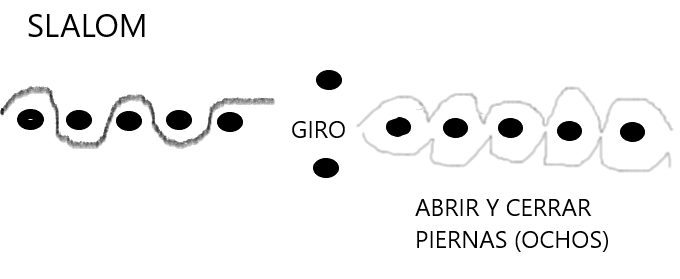 SLALOM
GIRO
ABRIR Y CERRAR
PIERNAS (OCHOS)